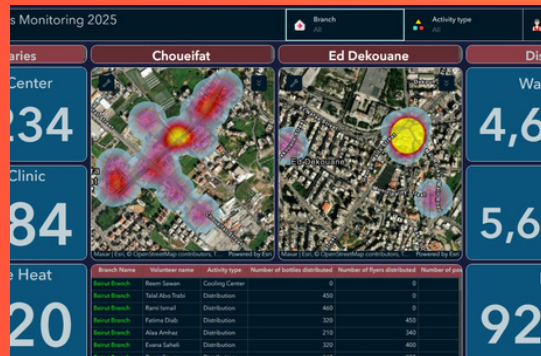 s Monitoring 2025
Branch
All
Activity type
All
aries
Choueifat
Ed Dekouane
Dis
Center
234
Wa
4,6
Clinic
84
5,6
Ed Dekouane
Maxar | Esri, © OpenStreetMap contributors, T... Powered by Esri
Maxar | Esri, © OpenStreetMap contributors, ... Powered by Esri
e Heat
20
92
Branch Name Volunteer name Activity type Number of bottles distributed Number of flyers distributed Number of pow
Beirut Branch Reem Sawan Cooling Center 0 0
Beirut Branch Talal Abo Trabi Distribution 450 0
Beirut Branch Rami Ismail Distribution 460 0
Beirut Branch Fatima Diab Distribution 320 450
Beirut Branch Alaa Amhaz Distribution 210 340
Beirut Branch Evana Saheli Distribution 320 400